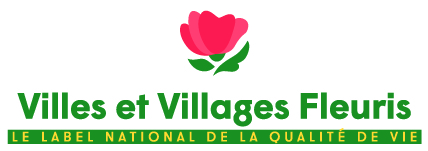 Villes et Villages Fleuris
LE LABEL NATIONAL DE LA QUALITÉ DE VIE